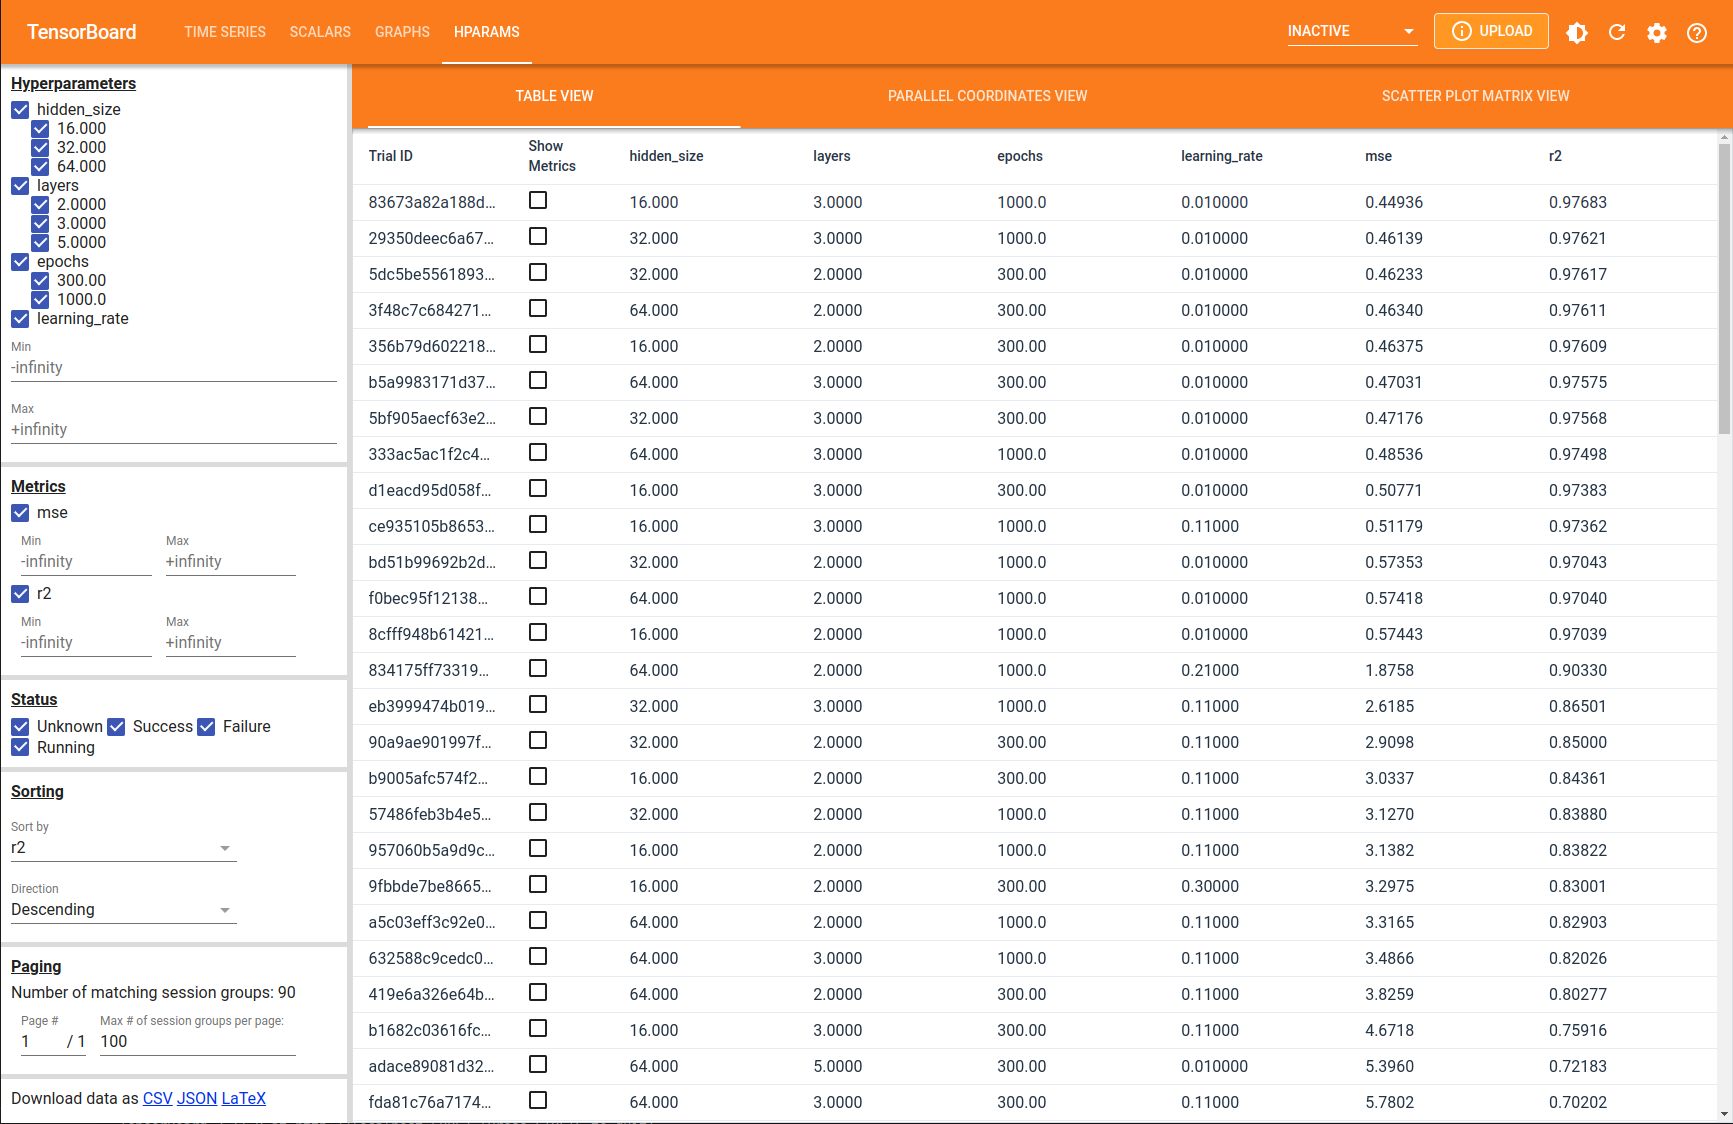 TensorBoard TIME SERIES SCALARS GRAPHS HPARAMS INACTIVE UPLOAD
Hyperparameters
hidden_size
16.000
32.000
64.000
layers
2.0000
3.0000
5.0000
epochs
300.00
1000.0
learning_rate
Min
-infinity
Max
+infinity
Metrics
mse
Min Max
-infinity +infinity
r2
Min Max
-infinity +infinity
Status
Unknown Success Failure
Running
Sorting
Sort by
r2
Direction
Descending
Paging
Number of matching session groups: 90
Page # Max # of session groups per page:
1 / 1 100
Download data as CSV JSON LaTeX
TABLE VIEW PARALLEL COORDINATES VIEW SCATTER PLOT MATRIX VIEW
Trial ID Show Metrics hidden_size layers epochs learning_rate mse r2
83673a82a188d... 16.000 3.0000 1000.0 0.010000 0.44936 0.97683
29350deec6a67... 32.000 3.0000 1000.0 0.010000 0.46139 0.97621
5dc5be5561893... 32.000 2.0000 300.00 0.010000 0.46233 0.97617
3f48c7c684271... 64.000 2.0000 300.00 0.010000 0.46340 0.97611
356b79d602218... 16.000 2.0000 300.00 0.010000 0.46375 0.97609
b5a9983171d37... 64.000 3.0000 300.00 0.010000 0.47031 0.97575
5bf905aecf63e2... 32.000 3.0000 300.00 0.010000 0.47176 0.97568
333ac5ac1f2c4... 64.000 3.0000 1000.0 0.010000 0.48536 0.97498
d1eacd95d058f... 16.000 3.0000 300.00 0.010000 0.50771 0.97383
ce935105b8653... 16.000 3.0000 1000.0 0.11000 0.51179 0.97362
bd51b99692b2d... 32.000 2.0000 1000.0 0.010000 0.57353 0.97043
f0bec95f12138... 64.000 2.0000 1000.0 0.010000 0.57418 0.97040
8cfff948b61421... 16.000 2.0000 1000.0 0.010000 0.57443 0.97039
834175ff73319... 64.000 2.0000 1000.0 0.21000 1.8758 0.90330
eb3999474b019... 32.000 3.0000 1000.0 0.11000 2.6185 0.86501
90a9ae901997f... 32.000 2.0000 300.00 0.11000 2.9098 0.85000
b9005afc574f2... 16.000 2.0000 300.00 0.11000 3.0337 0.84361
57486feb3b4e5... 32.000 2.0000 1000.0 0.11000 3.1270 0.83880
957060b5a9d9c... 16.000 2.0000 1000.0 0.11000 3.1382 0.83822
9fbbde7be8665... 16.000 2.0000 300.00 0.30000 3.2975 0.83001
a5c03eff3c92e0... 64.000 2.0000 1000.0 0.11000 3.3165 0.82903
632588c9cedc0... 64.000 3.0000 1000.0 0.11000 3.4866 0.82026
419e6a326e64b... 64.000 2.0000 300.00 0.11000 3.8259 0.80277
b1682c03616fc... 16.000 3.0000 300.00 0.11000 4.6718 0.75916
adace89081d32... 64.000 5.0000 300.00 0.010000 5.3960 0.72183
fda81c76a7174... 64.000 3.0000 300.00 0.11000 5.7802 0.70202